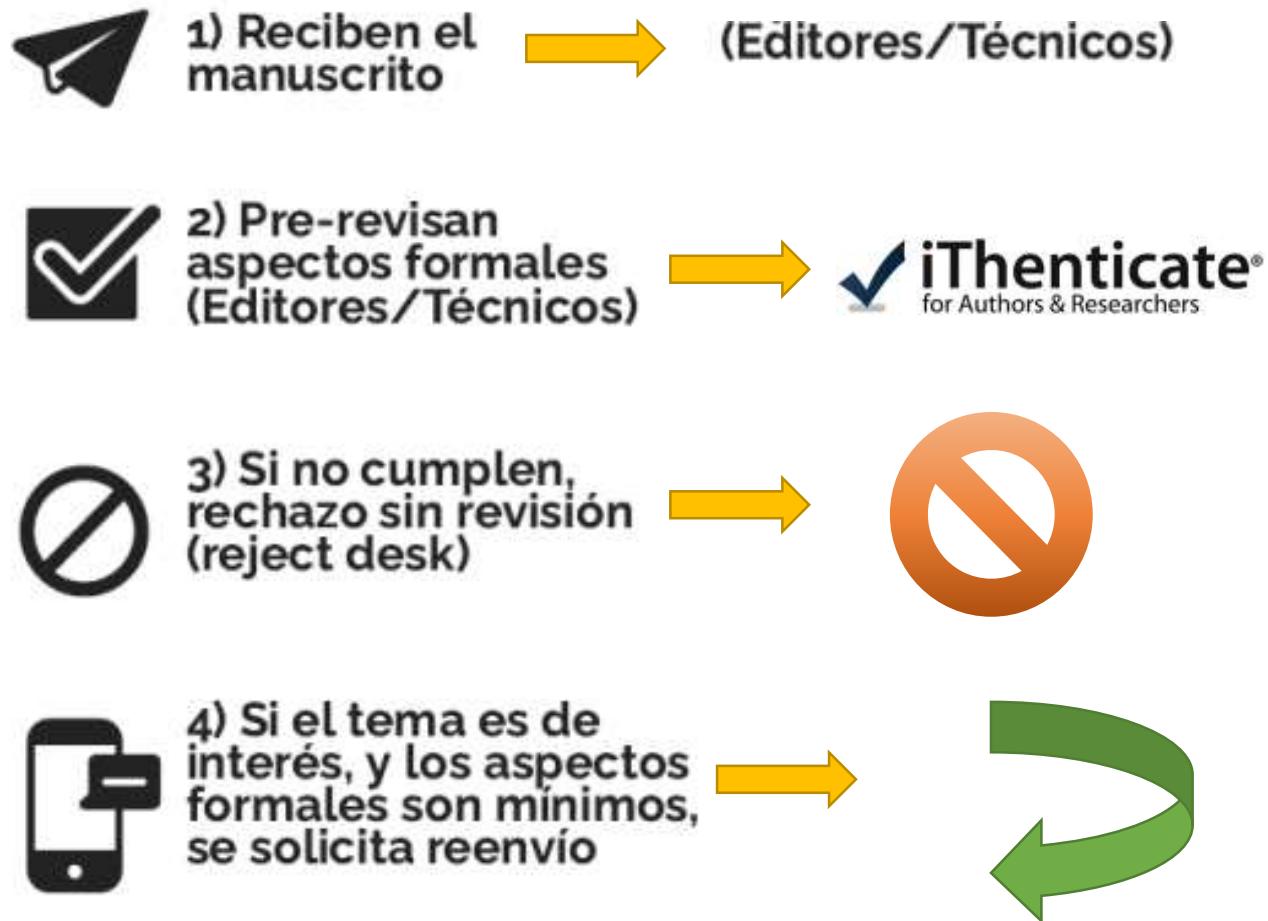 1) Reciben el
manuscrito
(Editores/Técnicos)
2) Pre-revisan
aspectos formales
(Editores/Técnicos)
iThenticate®
for Authors & Researchers
3) Si no cumplen,
rechazo sin revisión
(reject desk)
4) Si el tema es de
interés, y los aspectos
formales son mínimos,
se solicita reenvío